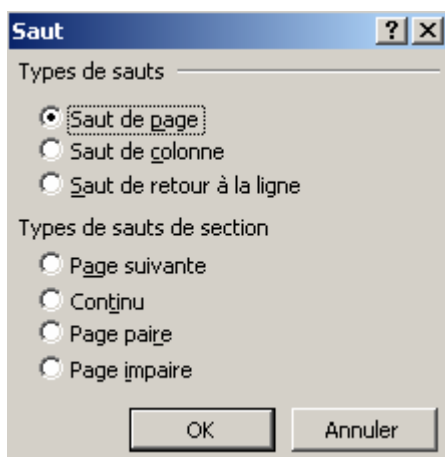 Saut
Types de sauts
Saut de page
Saut de colonne
Saut de retour à la ligne
Types de sauts de section
Page suivante
Continu
Page paire
Page impaire
OK
Annuler